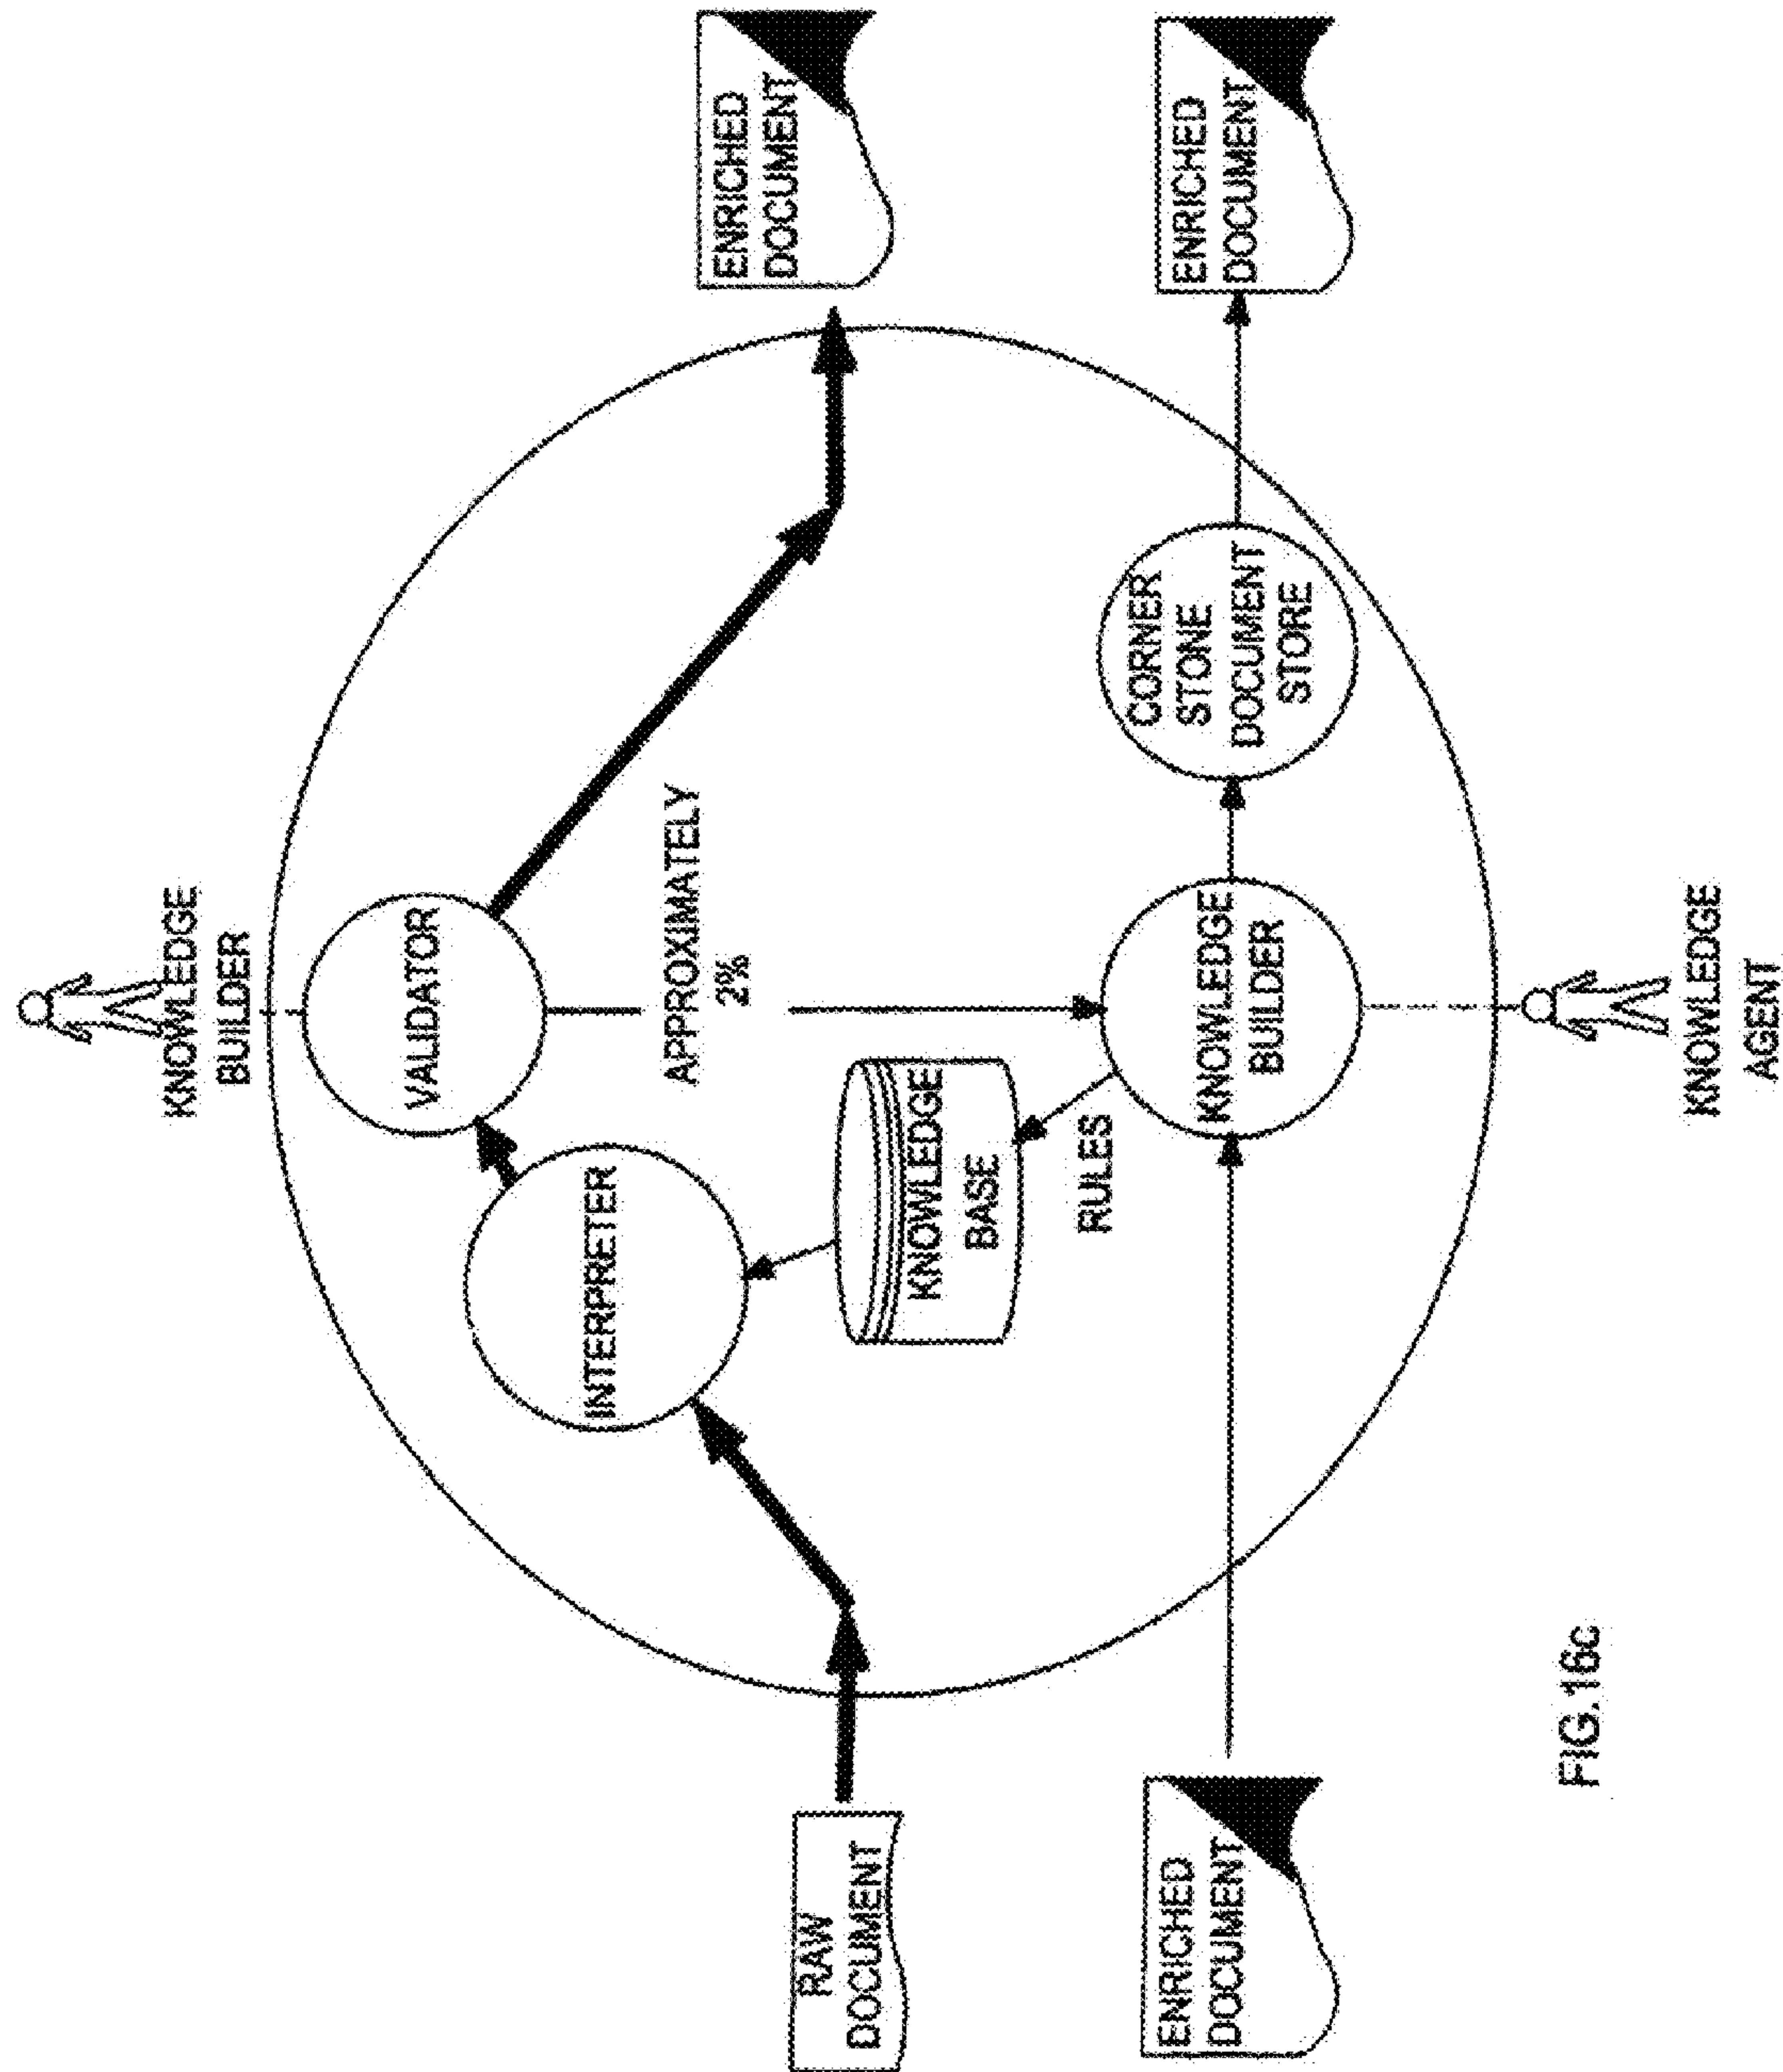 KNOWLEDGE
BUILDER
VALIDATOR
INTERPRETER
RAW
DOCUMENT
ENRICHED
DOCUMENT
APPROXIMATELY
2%
KNOWLEDGE
BASE
RULES
ENRICHED
DOCUMENT
KNOWLEDGE
BUILDER
CORNER
STONE
DOCUMENT
STORE
ENRICHED
DOCUMENT
KNOWLEDGE
AGENT
FIG.16c